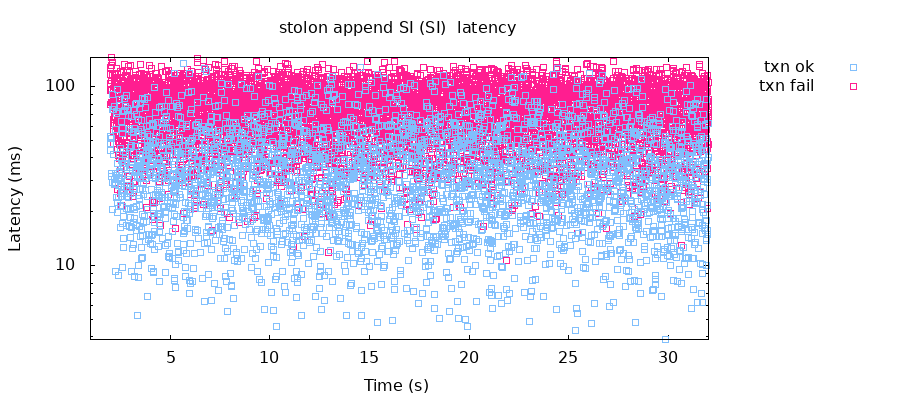 stolon append SI (SI)  latency
txn ok
txn fail
Latency (ms)
100
10
5
10
15
20
25
30
Time (s)